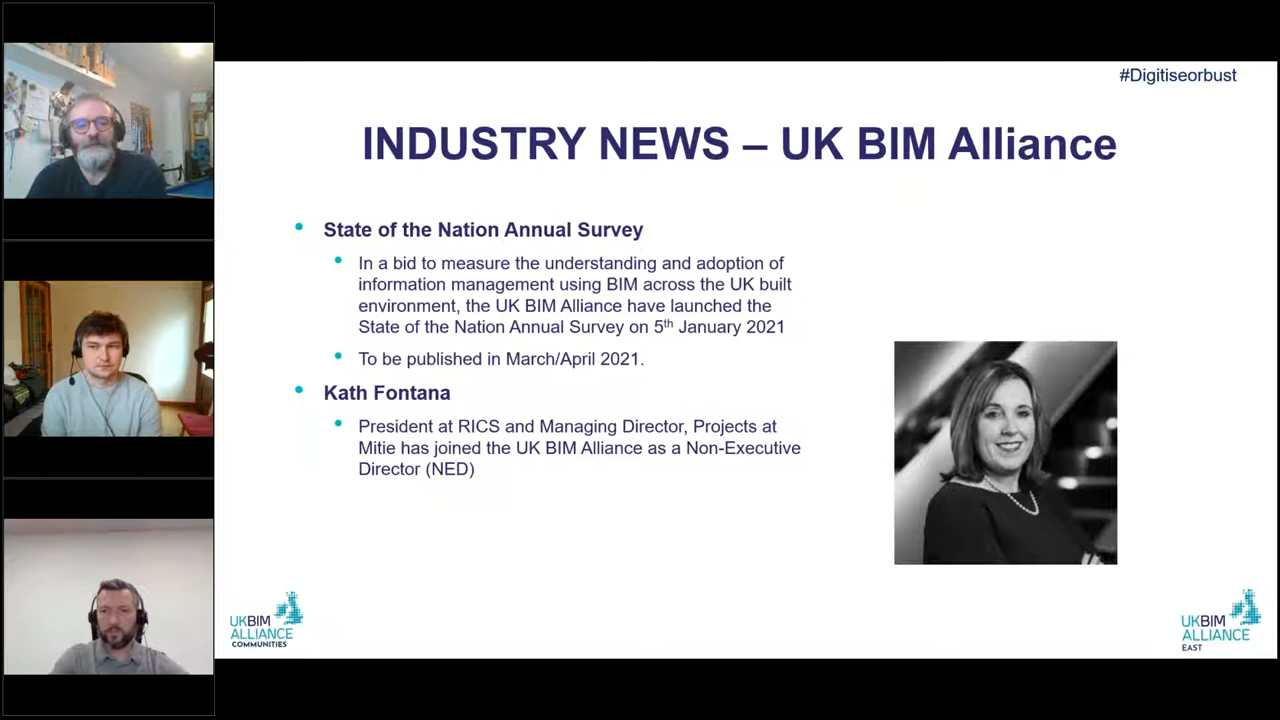 #Digitiseorbust
INDUSTRY NEWS – UK BIM Alliance
• State of the Nation Annual Survey
• In a bid to measure the understanding and adoption of
information management using BIM across the UK built
environment, the UK BIM Alliance have launched the
State of the Nation Annual Survey on 5th January 2021
• To be published in March/April 2021.
• Kath Fontana
• President at RICS and Managing Director, Projects at
Mitie has joined the UK BIM Alliance as a Non-Executive
Director (NED)
UKBIM
ALLIANCE
COMMUNITIES
UKBIM
ALLIANCE
EAST